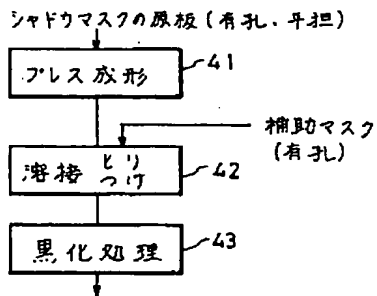 シャドウマスクの原板(有孔、平担)
プレス成形
41
補助マスク
(有孔)
溶接 とりつけ
42
黒化処理
43